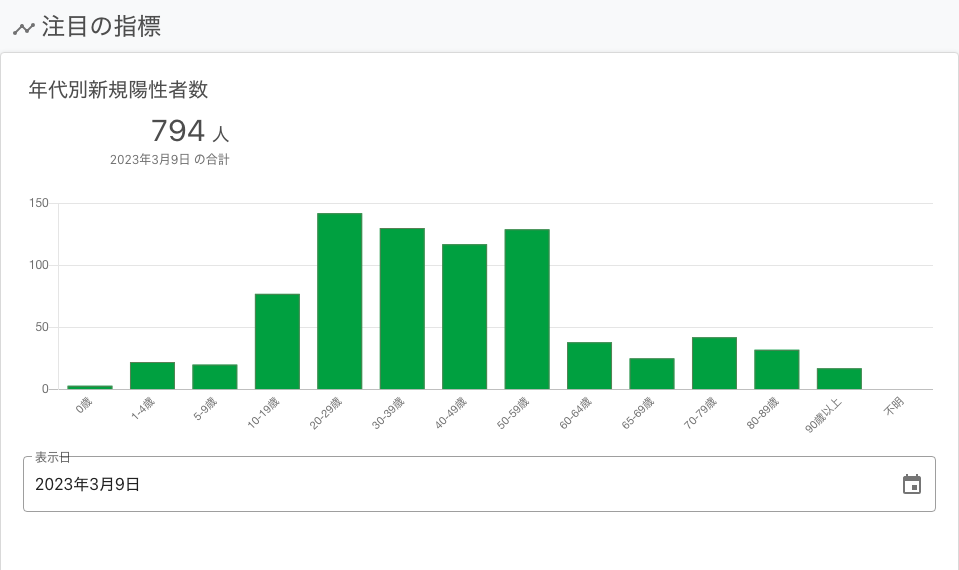 注目の指標
年代別新規陽性者数
794 人
2023年3月9日 の合計
150
100
50
0
0歳
1-4歳
5-9歳
10-19歳
20-29歳
30-39歳
40-49歳
50-59歳
60-64歳
65-69歳
70-79歳
80-89歳
90歳以上
不明
表示日
2023年3月9日